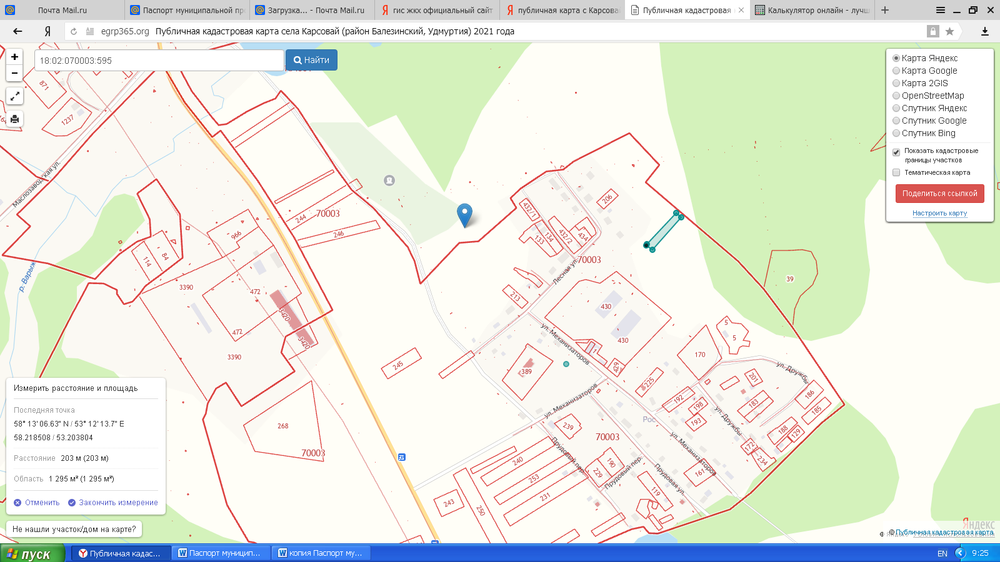 Почта Mail.ru
Паспорт муниципальной пр
Загрузка... - Почта Mail.ru
гис жкх официальный сайт
публичная карта с Карсова
Публичная кадастровая
Калькулятор онлайн - лучш
egrp365.org Публичная кадастровая карта села Карсовай (район Балезинский, Удмуртия) 2021 года
+
−
18:02:070003:595
Найти
Карта Яндекс
Карта Google
Карта 2GIS
OpenStreetMap
Спутник Яндекс
Спутник Google
Спутник Bing
Показать кадастровые
границы участков
Тематическая карта
Поделиться ссылкой
Настроить карту
871
1237
Маслозаводская ул.
р. Варыж
244
70003
246
966
114
84
3390
472
3420
472
3420
3390
268
70003
245
206
432/1
133
134
432/2
434
70003
Лесная ул.
213
430
430
ул. Механизаторов
429
389
225
39
5
5
170
ул. Дружбы
201
183
186
185
188
129
192
198
193
ул. Дружбы
172
234
ул. Механизаторов
Рос
239
70003
ул. Механизаторов
161
Прудовый пер.
190
229
Прудовый пер.
Прудовая ул.
119
240
253
231
243
250
Измерить расстояние и площадь
Последняя точка
58° 13' 06.63" N / 53° 12' 13.7" E
58.218508 / 53.203804
Расстояние 203 м (203 м)
Область 1 295 м² (1 295 м²)
Отменить
Закончить измерение
Не нашли участок/дом на карте?
Яндекс
© Публичная кадастровая карта
пуск
Публичная кадас...
Паспорт муницип...
копия Паспорт му...
EN
9:25